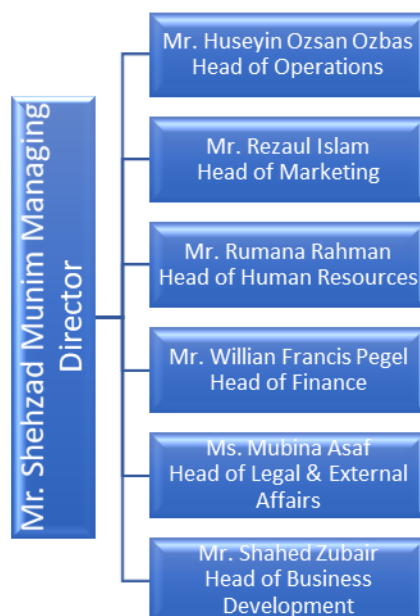 Mr. Shehzad Munim Managing
Director
Mr. Huseyin Ozsan Ozbas
Head of Operations
Mr. Rezaul Islam
Head of Marketing
Mr. Rumana Rahman
Head of Human Resources
Mr. Willian Francis Pegel
Head of Finance
Ms. Mubina Asaf
Head of Legal & External
Affairs
Mr. Shahed Zubair
Head of Business
Development